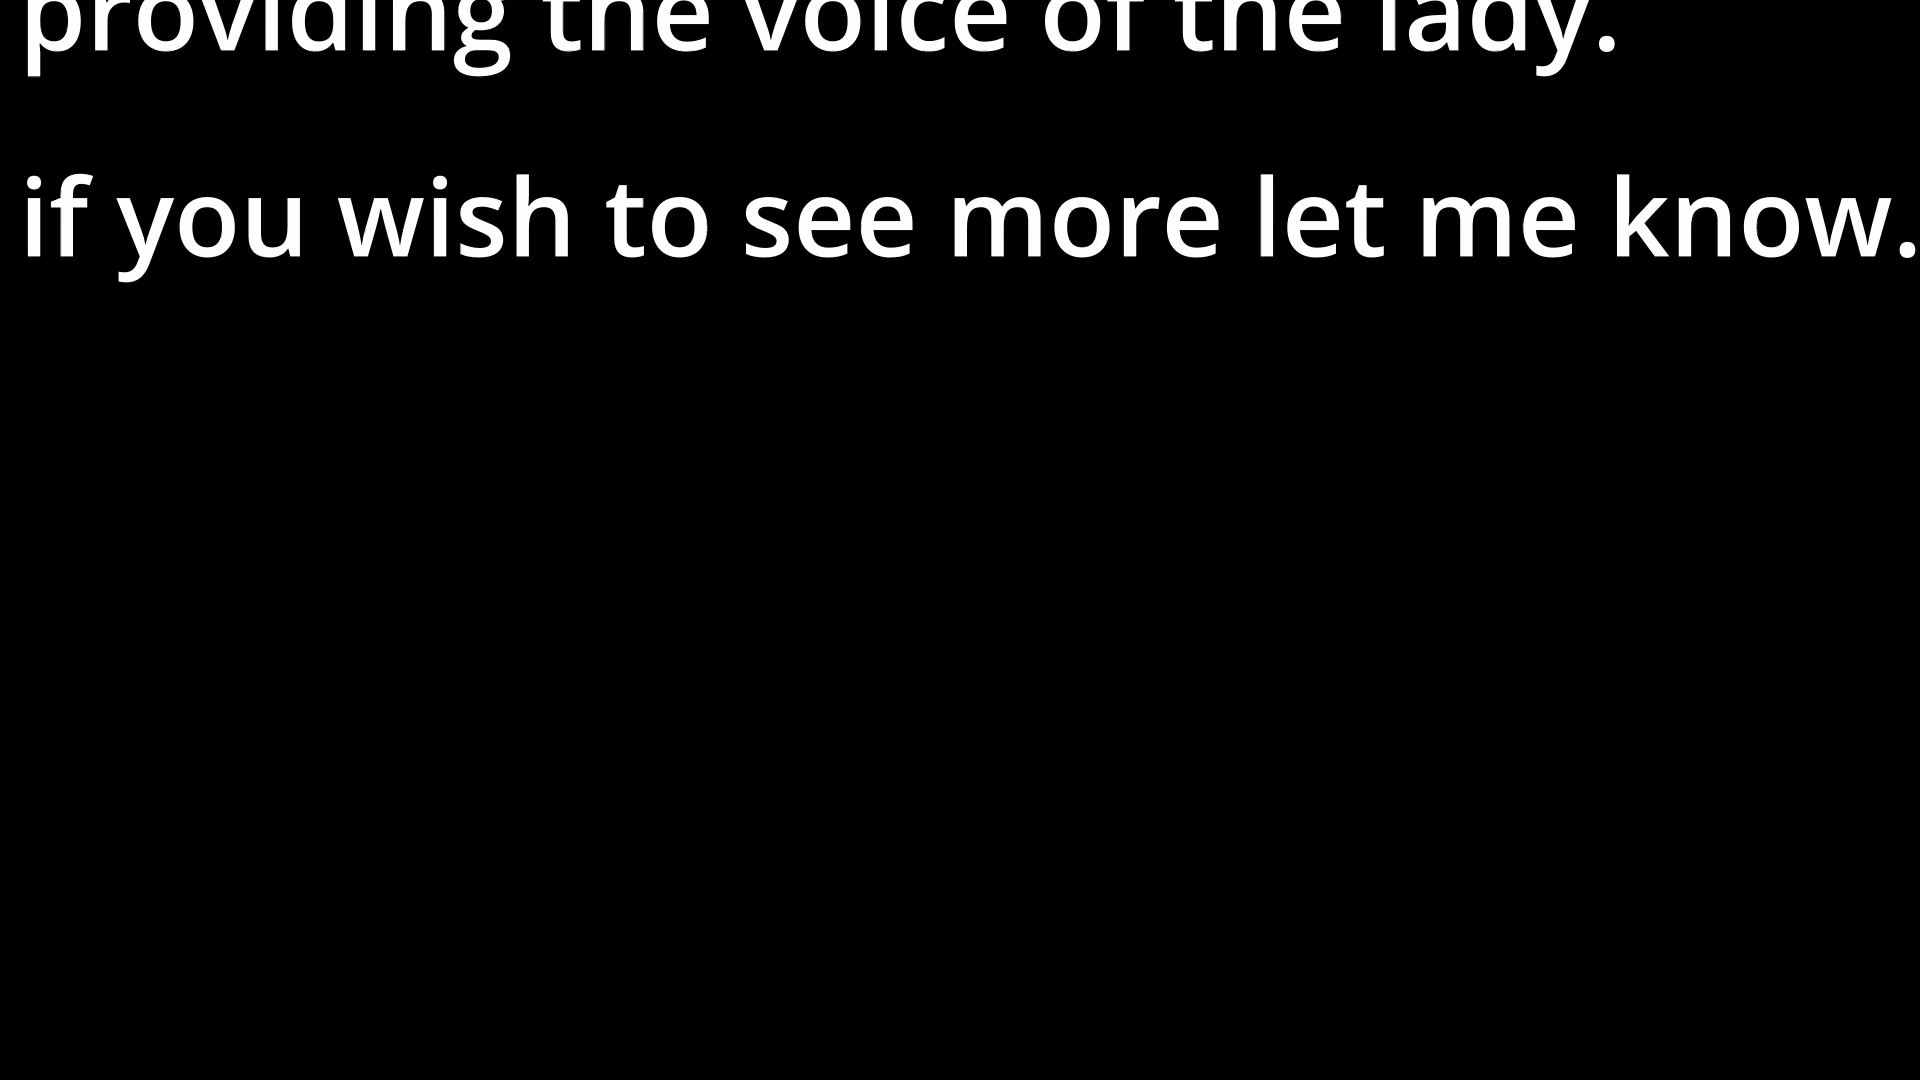 providing the voice of the lady.
if you wish to see more let me know.